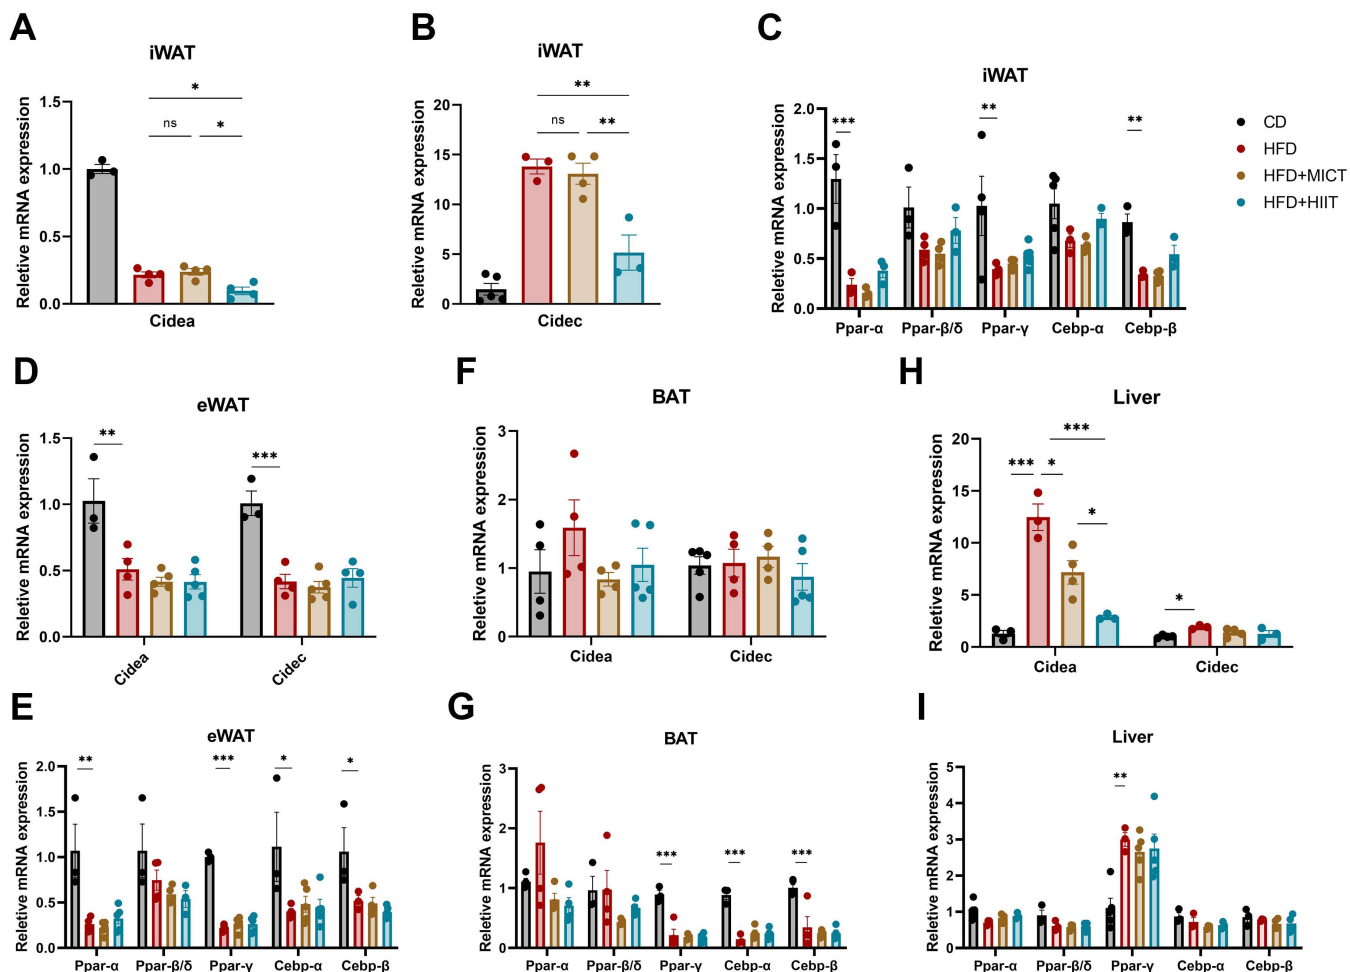 A
iWAT
Reletive mRNA expression
1.5
1.0
0.5
0.0
*
ns
*
Cidea
B
iWAT
Reletive mRNA expression
20
15
10
5
0
**
ns
**
Cidec
C
iWAT
Reletive mRNA expression
2.0
1.5
1.0
0.5
0.0
***
**
**
Ppar-α
Ppar-β/δ
Ppar-γ
Cebp-α
Cebp-β
CD
HFD
HFD+MICT
HFD+HIIT
D
eWAT
Reletive mRNA expression
1.5
1.0
0.5
0.0
**
***
Cidea
Cidec
F
BAT
Reletive mRNA expression
3
2
1
0
Cidea
Cidec
H
Liver
Reletive mRNA expression
20
15
10
5
0
***
***
*
*
*
Cidea
Cidec
E
eWAT
Reletive mRNA expression
2.0
1.5
1.0
0.5
0.0
**
***
*
*
Ppar-α
Ppar-β/δ
Ppar-γ
Cebp-α
Cebp-β
G
BAT
Reletive mRNA expression
3
2
1
0
***
***
***
Ppar-α
Ppar-β/δ
Ppar-γ
Cebp-α
Cebp-β
I
Liver
Reletive mRNA expression
5
4
3
2
1
0
**
Ppar-α
Ppar-β/δ
Ppar-γ
Cebp-α
Cebp-β